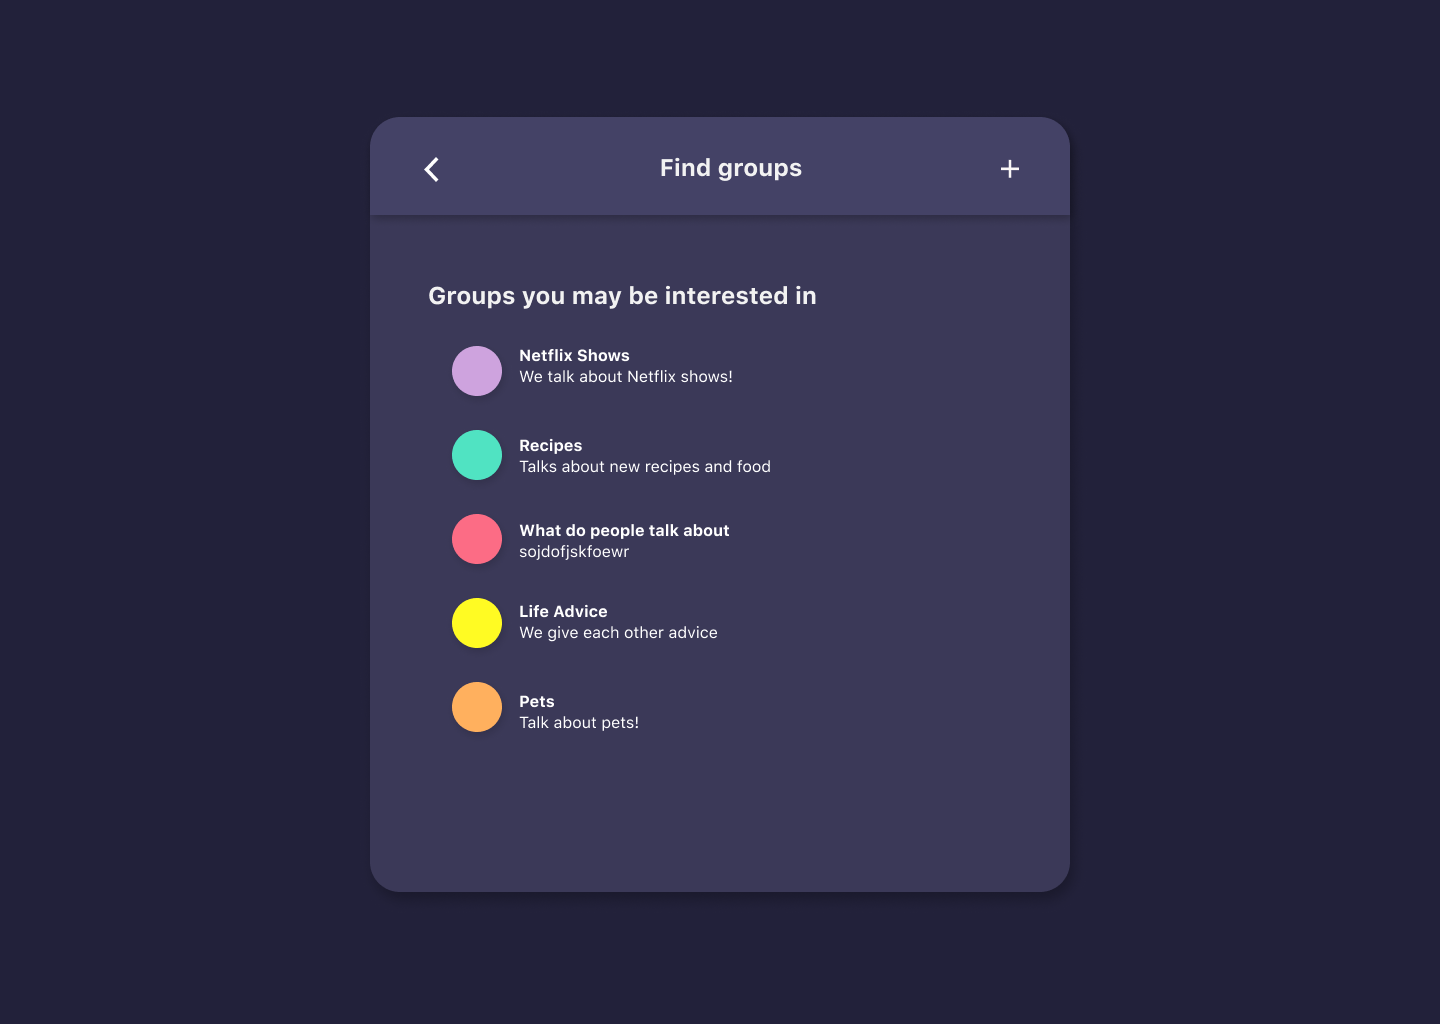 Find groups
Groups you may be interested in
Netflix Shows
We talk about Netflix shows!
Recipes
Talks about new recipes and food
What do people talk about
sojdofjskfoewr
Life Advice
We give each other advice
Pets
Talk about pets!